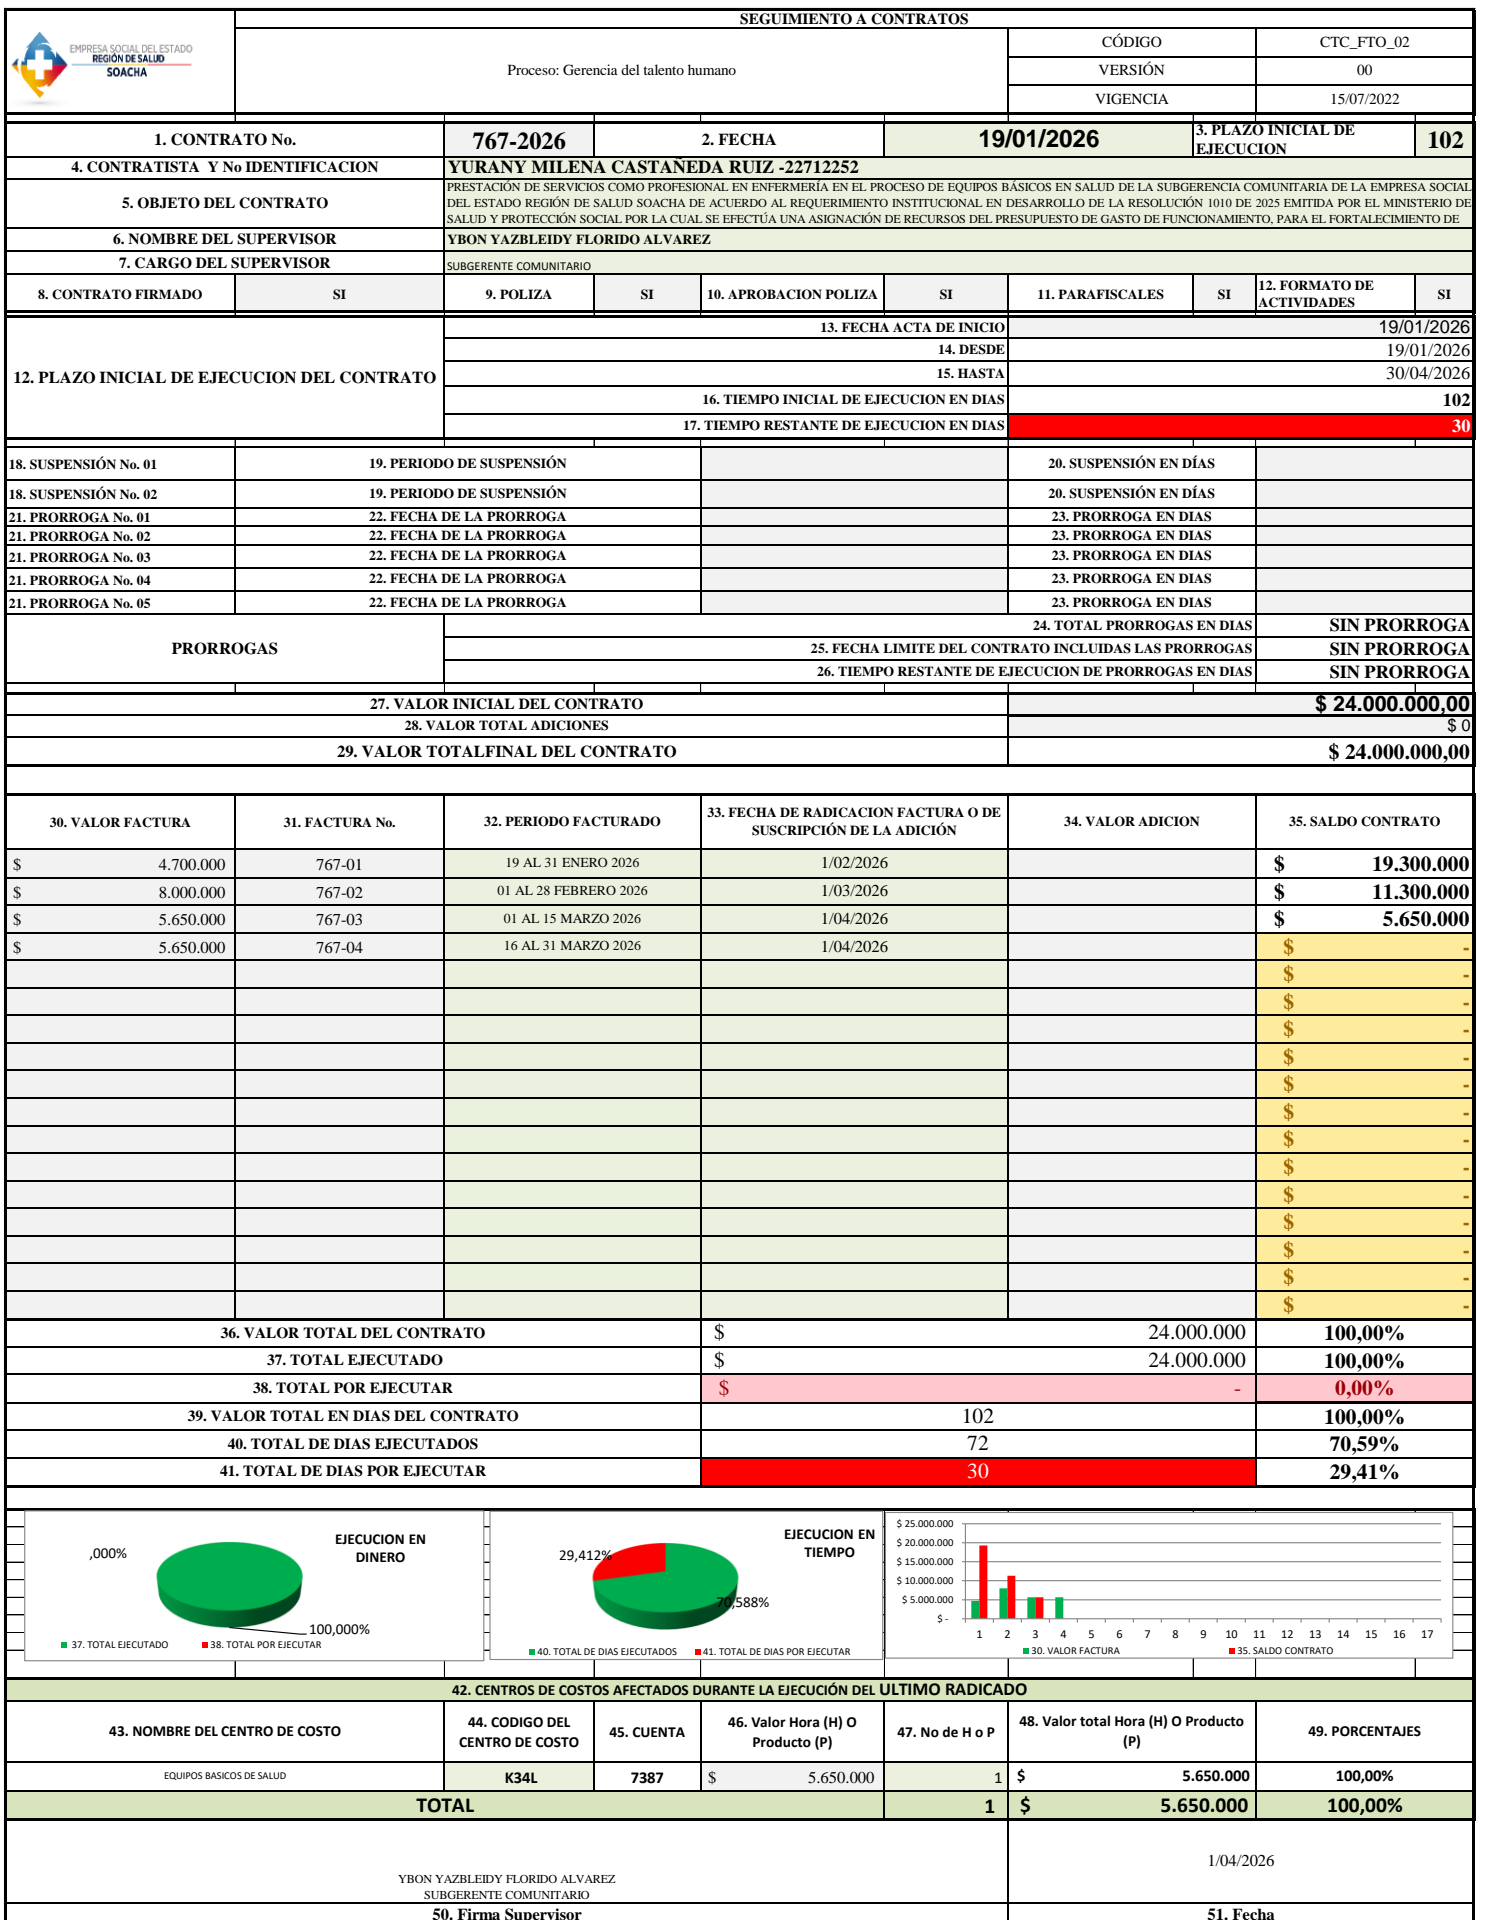 SEGUIMIENTO A CONTRATOS
EMPRESA SOCIAL DEL ESTADO
REGIÓN DE SALUD
SOACHA
Proceso: Gerencia del talento humano
CÓDIGO CTC_FTO_02
VERSIÓN 00
VIGENCIA 15/07/2022
1. CONTRATO No. 767-2026 2. FECHA 19/01/2026 3. PLAZO INICIAL DE EJECUCION 102
4. CONTRATISTA Y No IDENTIFICACION YURANY MILENA CASTAÑEDA RUIZ -22712252
5. OBJETO DEL CONTRATO
PRESTACIÓN DE SERVICIOS COMO PROFESIONAL EN ENFERMERÍA EN EL PROCESO DE EQUIPOS BÁSICOS EN SALUD DE LA SUBGERENCIA COMUNITARIA DE LA EMPRESA SOCIAL
DEL ESTADO REGIÓN DE SALUD SOACHA DE ACUERDO AL REQUERIMIENTO INSTITUCIONAL EN DESARROLLO DE LA RESOLUCIÓN 1010 DE 2025 EMITIDA POR EL MINISTERIO DE
SALUD Y PROTECCIÓN SOCIAL POR LA CUAL SE EFECTÚA UNA ASIGNACIÓN DE RECURSOS DEL PRESUPUESTO DE GASTO DE FUNCIONAMIENTO, PARA EL FORTALECIMIENTO DE
6. NOMBRE DEL SUPERVISOR YBON YAZBLEIDY FLORIDO ALVAREZ
7. CARGO DEL SUPERVISOR SUBGERENTE COMUNITARIO
8. CONTRATO FIRMADO SI 9. POLIZA SI 10. APROBACION POLIZA SI 11. PARAFISCALES SI 12. FORMATO DE ACTIVIDADES SI
12. PLAZO INICIAL DE EJECUCION DEL CONTRATO
13. FECHA ACTA DE INICIO 19/01/2026
14. DESDE 19/01/2026
15. HASTA 30/04/2026
16. TIEMPO INICIAL DE EJECUCION EN DIAS 102
17. TIEMPO RESTANTE DE EJECUCION EN DIAS 30
18. SUSPENSIÓN No. 01 19. PERIODO DE SUSPENSIÓN 20. SUSPENSIÓN EN DÍAS
18. SUSPENSIÓN No. 02 19. PERIODO DE SUSPENSIÓN 20. SUSPENSIÓN EN DÍAS
21. PRORROGA No. 01 22. FECHA DE LA PRORROGA 23. PRORROGA EN DIAS
21. PRORROGA No. 02 22. FECHA DE LA PRORROGA 23. PRORROGA EN DIAS
21. PRORROGA No. 03 22. FECHA DE LA PRORROGA 23. PRORROGA EN DIAS
21. PRORROGA No. 04 22. FECHA DE LA PRORROGA 23. PRORROGA EN DIAS
21. PRORROGA No. 05 22. FECHA DE LA PRORROGA 23. PRORROGA EN DIAS
PRORROGAS
24. TOTAL PRORROGAS EN DIAS SIN PRORROGA
25. FECHA LIMITE DEL CONTRATO INCLUIDAS LAS PRORROGAS SIN PRORROGA
26. TIEMPO RESTANTE DE EJECUCION DE PRORROGAS EN DIAS SIN PRORROGA
27. VALOR INICIAL DEL CONTRATO $ 24.000.000,00
28. VALOR TOTAL ADICIONES $ 0
29. VALOR TOTALFINAL DEL CONTRATO $ 24.000.000,00
30. VALOR FACTURA 31. FACTURA No. 32. PERIODO FACTURADO 33. FECHA DE RADICACION FACTURA O DE SUSCRIPCIÓN DE LA ADICIÓN 34. VALOR ADICION 35. SALDO CONTRATO
$ 4.700.000 767-01 19 AL 31 ENERO 2026 1/02/2026 $ 19.300.000
$ 8.000.000 767-02 01 AL 28 FEBRERO 2026 1/03/2026 $ 11.300.000
$ 5.650.000 767-03 01 AL 15 MARZO 2026 1/04/2026 $ 5.650.000
$ 5.650.000 767-04 16 AL 31 MARZO 2026 1/04/2026 $ -
$ -
$ -
$ -
$ -
$ -
$ -
$ -
$ -
$ -
$ -
$ -
$ -
$ -
36. VALOR TOTAL DEL CONTRATO $ 24.000.000 100,00%
37. TOTAL EJECUTADO $ 24.000.000 100,00%
38. TOTAL POR EJECUTAR $ - 0,00%
39. VALOR TOTAL EN DIAS DEL CONTRATO 102 100,00%
40. TOTAL DE DIAS EJECUTADOS 72 70,59%
41. TOTAL DE DIAS POR EJECUTAR 30 29,41%
EJECUCION EN DINERO
,000%
100,000%
37. TOTAL EJECUTADO 38. TOTAL POR EJECUTAR
EJECUCION EN TIEMPO
29,412%
70,588%
40. TOTAL DE DIAS EJECUTADOS 41. TOTAL DE DIAS POR EJECUTAR
$ 25.000.000
$ 20.000.000
$ 15.000.000
$ 10.000.000
$ 5.000.000
$ -
1 2 3 4 5 6 7 8 9 10 11 12 13 14 15 16 17
30. VALOR FACTURA 35. SALDO CONTRATO
42. CENTROS DE COSTOS AFECTADOS DURANTE LA EJECUCIÓN DEL ULTIMO RADICADO
43. NOMBRE DEL CENTRO DE COSTO 44. CODIGO DEL CENTRO DE COSTO 45. CUENTA 46. Valor Hora (H) O Producto (P) 47. No de H o P 48. Valor total Hora (H) O Producto (P) 49. PORCENTAJES
EQUIPOS BASICOS DE SALUD K34L 7387 $ 5.650.000 1 $ 5.650.000 100,00%
TOTAL 1 $ 5.650.000 100,00%
YBON YAZBLEIDY FLORIDO ALVAREZ
SUBGERENTE COMUNITARIO
1/04/2026
50. Firma Supervisor 51. Fecha